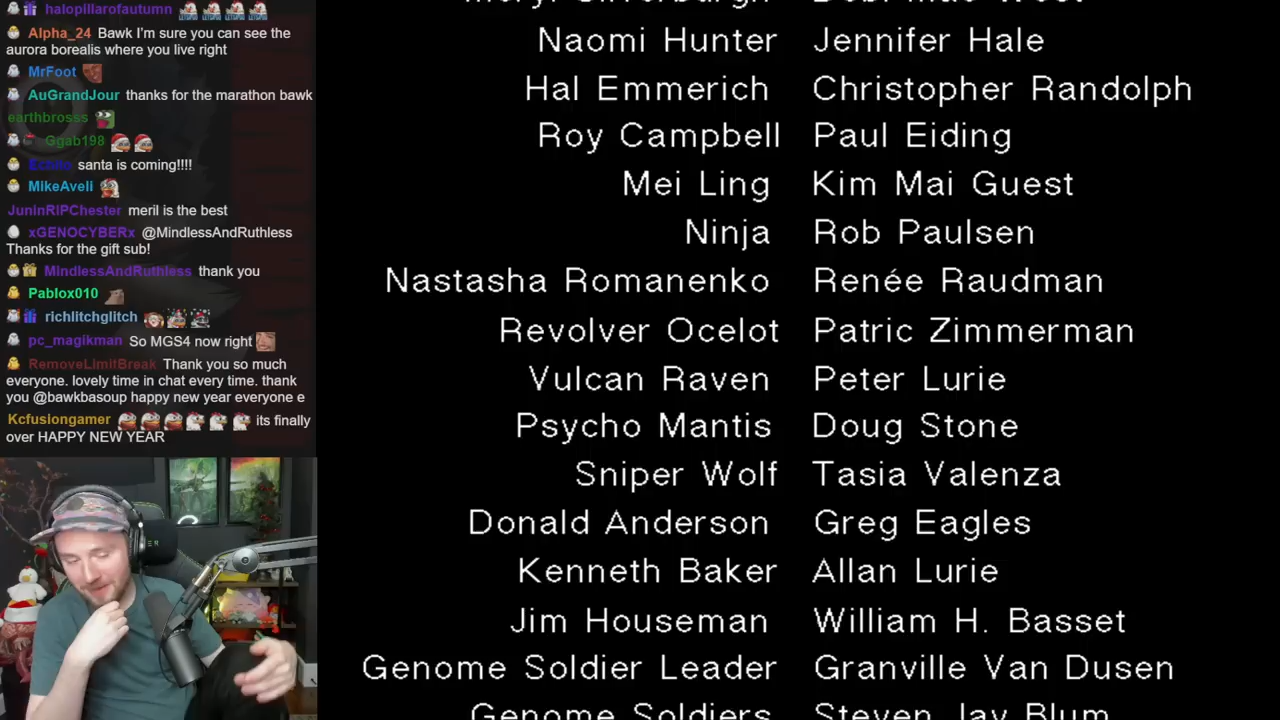 halopillarofautumn
Alpha_24 Bawk I'm sure you can see the
aurora borealis where you live right
MrFoot
AuGrandJour thanks for the marathon bawk
earthbrosss
Ggab198
santa is coming!!!!
MikeAveli
JuninRIPChester meril is the best
xGENOCYBERx @MindlessAndRuthless
Thanks for the gift sub!
MindlessAndRuthless thank you
Pablox010
richlitchglitch
pc_magikman So MGS4 now right
RemoveLimitBreak Thank you so much
everyone. lovely time in chat every time. thank
you @bawkbasoup happy new year everyone e
Kcfusiongamer its finally
over HAPPY NEW YEAR
Naomi Hunter Jennifer Hale
Hal Emmerich Christopher Randolph
Roy Campbell Paul Eiding
Mei Ling Kim Mai Guest
Ninja Rob Paulsen
Nastasha Romanenko Renée Raudman
Revolver Ocelot Patric Zimmerman
Vulcan Raven Peter Lurie
Psycho Mantis Doug Stone
Sniper Wolf Tasia Valenza
Donald Anderson Greg Eagles
Kenneth Baker Allan Lurie
Jim Houseman William H. Basset
Genome Soldier Leader Granville Van Dusen
Genome Soldiers Steven Jay Blum